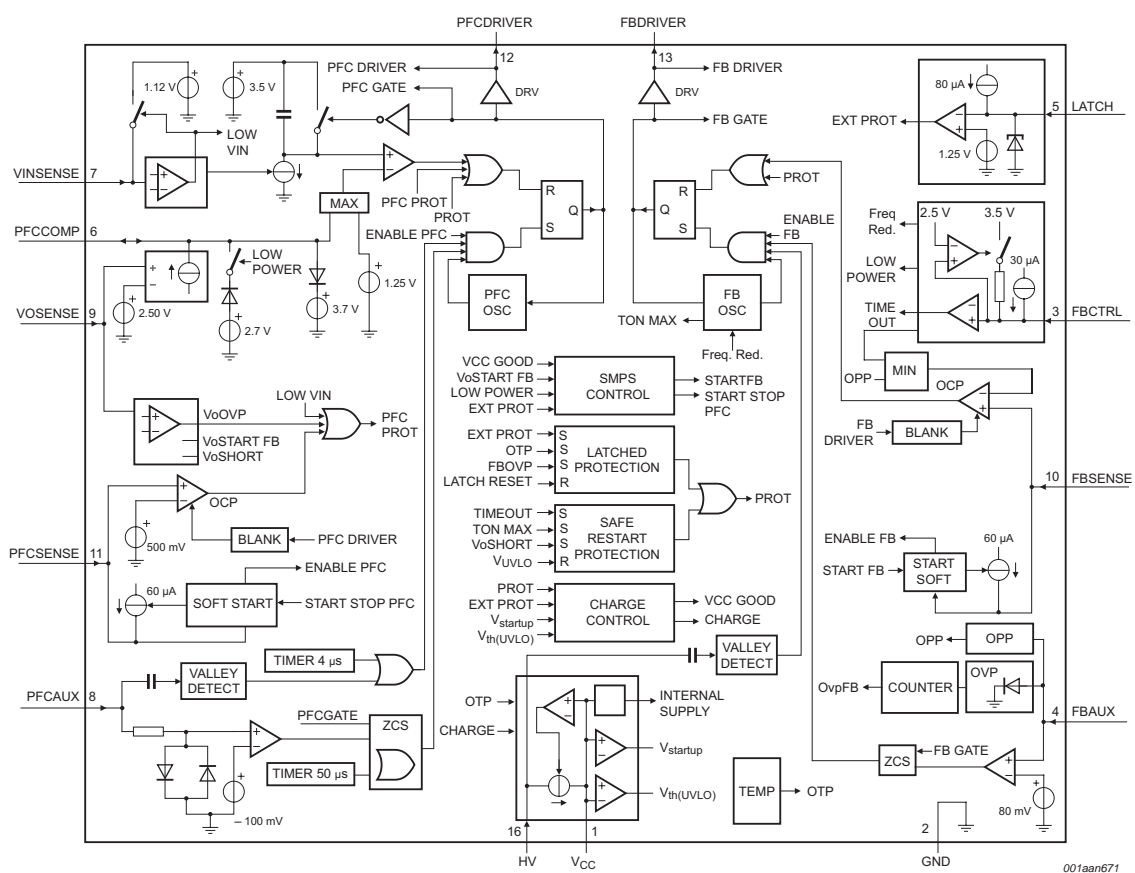 PFCDRIVER
FBDRIVER
12
13
PFC DRIVER
FB DRIVER
DRV
DRV
PFC GATE
FB GATE
1.12 V
3.5 V
LOW
VIN
VINSENSE 7
MAX
PFC PROT
PROT
R
S
Q
ENABLE PFC
PFC
OSC
R
S
Q
PROT
ENABLE
FB
FB
OSC
TON MAX
Freq. Red.
80 µA
EXT PROT
1.25 V
5 LATCH
PFCCOMP 6
LOW
POWER
2.50 V
2.7 V
3.7 V
1.25 V
VOSENSE 9
Freq
Red.
2.5 V
3.5 V
LOW
POWER
30 µA
TIME
OUT
3 FBCTRL
MIN
OPP
OCP
FB
DRIVER
BLANK
10 FBSENSE
VCC GOOD
VoSTART FB
LOW POWER
EXT PROT
SMPS
CONTROL
STARTFB
START STOP
PFC
LOW VIN
VoOVP
PFC
PROT
VoSTART FB
VoSHORT
EXT PROT
OTP
FBOVP
LATCH RESET
S
S
S
R
LATCHED
PROTECTION
PROT
TIMEOUT
TON MAX
VoSHORT
VUVLO
S
S
S
R
SAFE
RESTART
PROTECTION
OCP
PFCSENSE 11
500 mV
BLANK
PFC DRIVER
ENABLE PFC
60 µA
SOFT START
START STOP PFC
ENABLE FB
60 µA
START FB
START
SOFT
PROT
EXT PROT
Vstartup
Vth(UVLO)
CHARGE
CONTROL
VCC GOOD
CHARGE
OPP
OPP
OVP
OvpFB
COUNTER
4 FBAUX
TIMER 4 µs
VALLEY
DETECT
PFCAUX 8
VALLEY
DETECT
PFCGATE
ZCS
TIMER 50 µs
– 100 mV
OTP
CHARGE
INTERNAL
SUPPLY
Vstartup
Vth(UVLO)
16
1
HV
VCC
TEMP
OTP
ZCS
FB GATE
80 mV
2
GND
001aan671